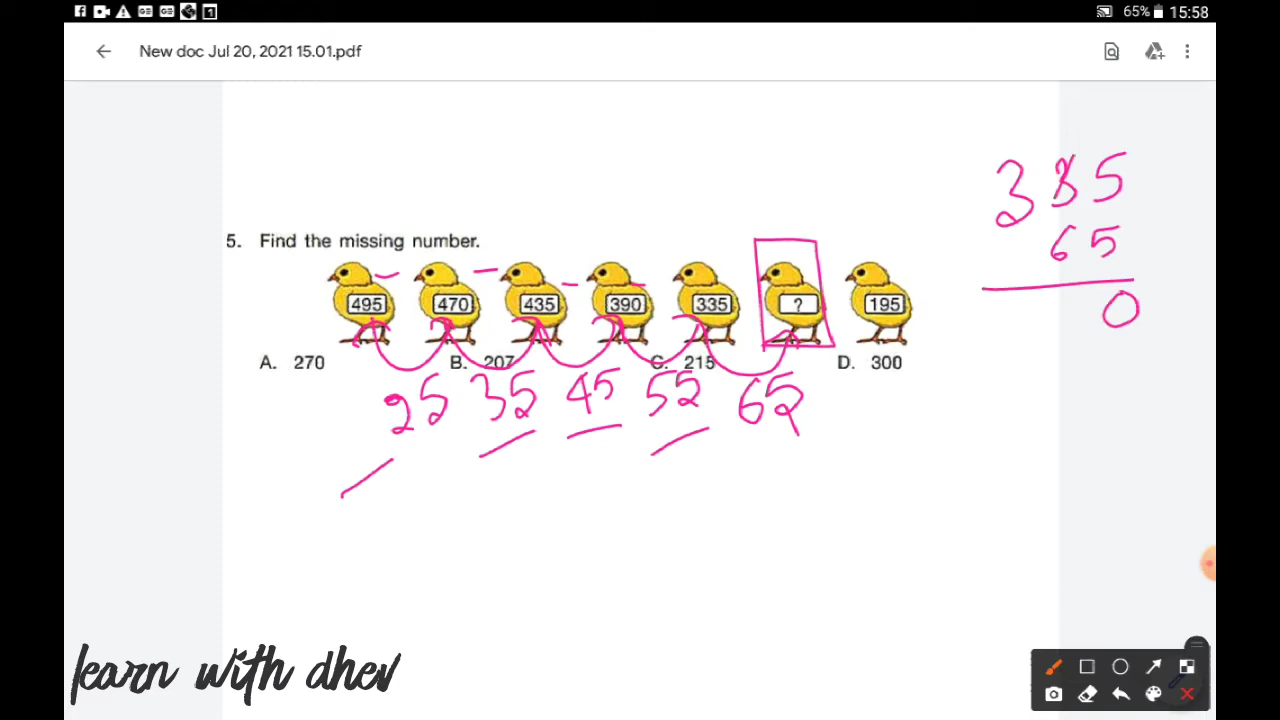 65% 15:58
New doc Jul 20, 2021 15.01.pdf
335
65
0
5. Find the missing number.
495 470 435 390 335 ? 195
A. 270 B. 207 C. 215 D. 300
25 35 45 55 65
learn with dhev